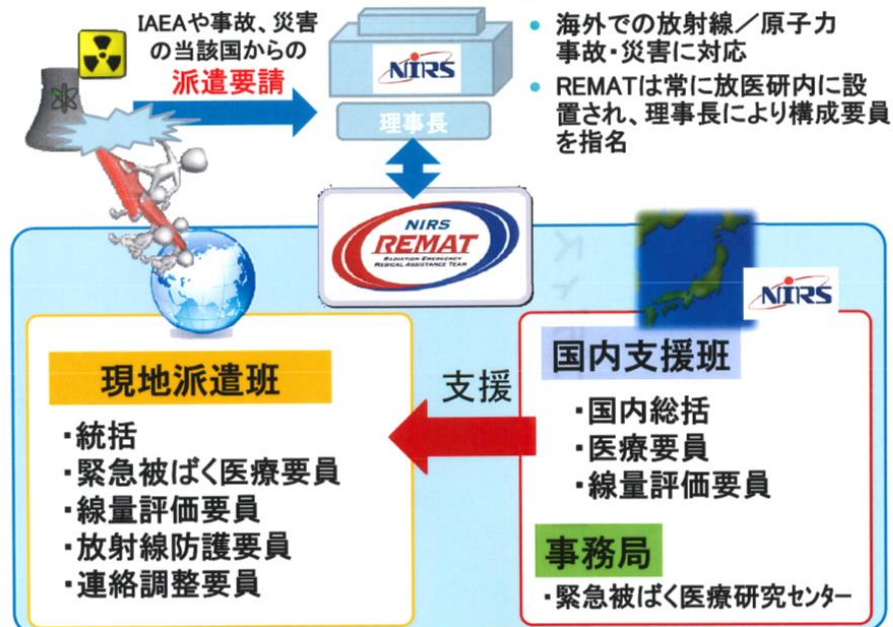 IAEAや事故、災害
の当該国からの
派遣要請
NIRS
理事長
• 海外での放射線／原子力
事故・災害に対応
• REMATは常に放医研内に設
置され、理事長により構成要員
を指名
NIRS
REMAT
RADIATION EMERGENCY
MEDICAL ASSISTANCE TEAM
NIRS
現地派遣班
・統括
・緊急被ばく医療要員
・線量評価要員
・放射線防護要員
・連絡調整要員
支援
国内支援班
・国内総括
・医療要員
・線量評価要員
事務局
・緊急被ばく医療研究センター